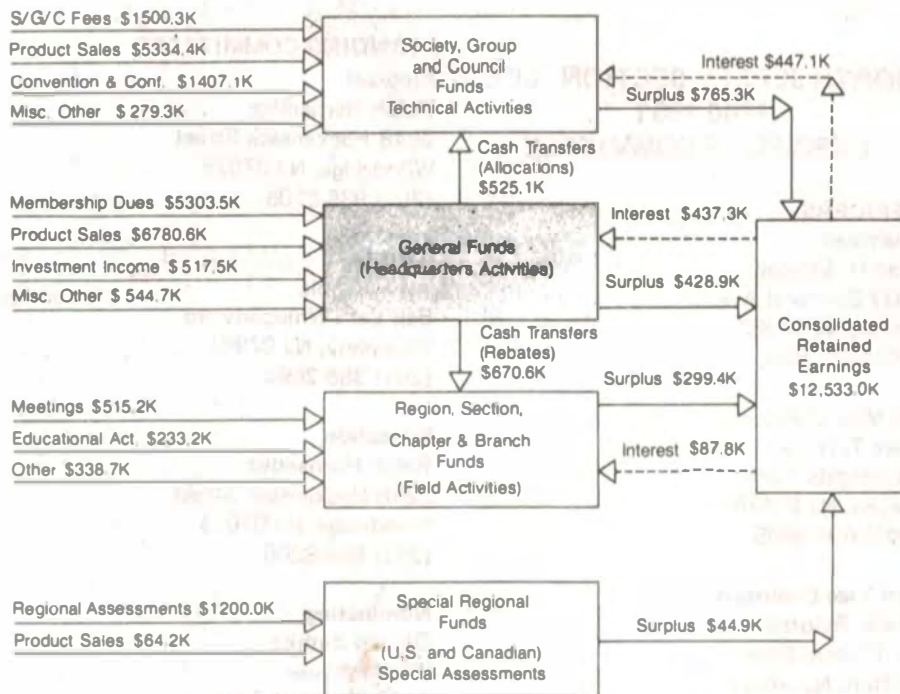 S/G/C Fees $1500.3K
Product Sales $5334.4K
Convention & Conf. $1407.1K
Misc. Other $ 279.3K
Society, Group
and Council
Funds
Technical Activities
Interest $447.1K
Surplus $765.3K
Cash Transfers
(Allocations)
$525.1K
Membership Dues $5303.5K
Product Sales $6780.6K
Investment Income $ 517.5K
Misc. Other $ 544.7K
General Funds
(Headquarters Activities)
Interest $437.3K
Surplus $428.9K
Cash Transfers
(Rebates)
$670.6K
Consolidated
Retained
Earnings
$12,533.0K
Meetings $515.2K
Educational Act. $233.2K
Other $338.7K
Region, Section,
Chapter & Branch
Funds
(Field Activities)
Surplus $299.4K
Interest $87.8K
Regional Assessments $1200.0K
Product Sales $64.2K
Special Regional
Funds
(U.S. and Canadian)
Special Assessments
Surplus $44.9K